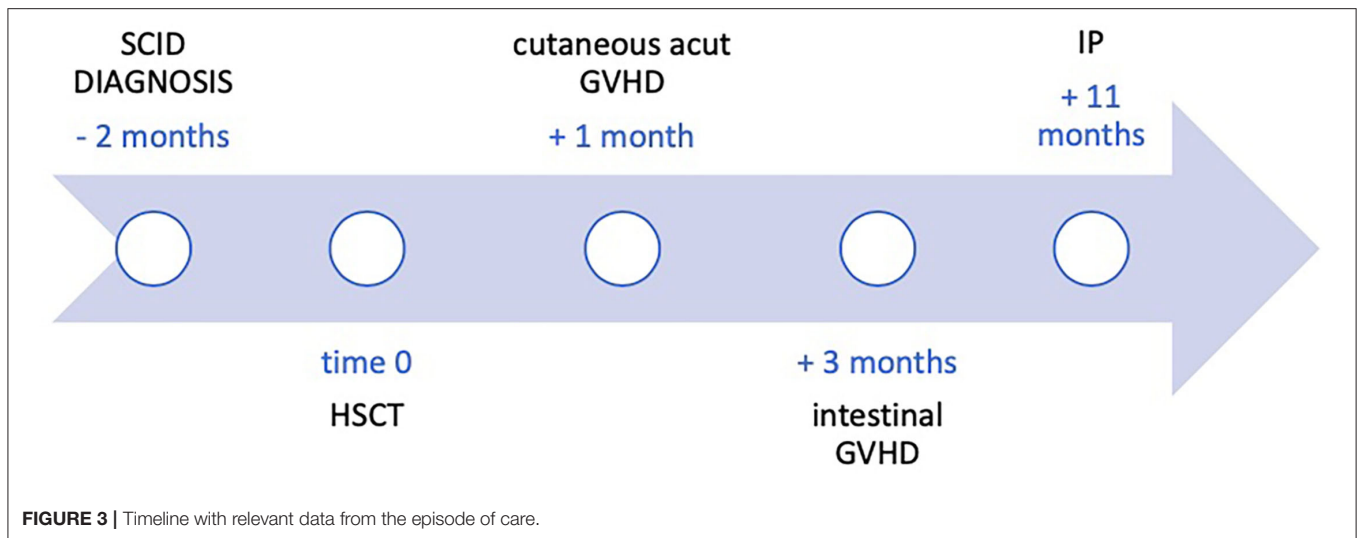 SCID
DIAGNOSIS
- 2 months
cutaneous acut
GVHD
+ 1 month
IP
+ 11
months
time 0
HSCT
+ 3 months
intestinal
GVHD
FIGURE 3 | Timeline with relevant data from the episode of care.